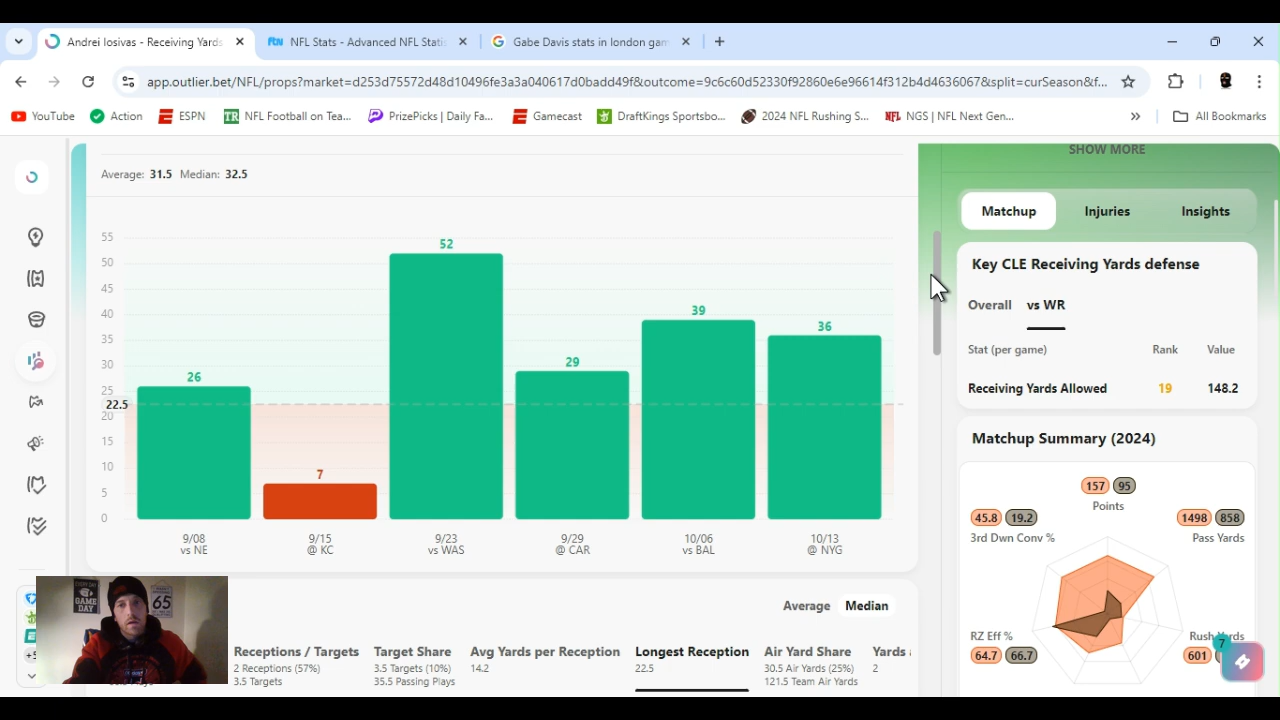 Andrei Iosivas - Receiving Yards
ftn NFL Stats - Advanced NFL Stati
Gabe Davis stats in london gam
app.outlier.bet/NFL/props?market=d253d75572d48d10496fe3a3a040617d0badd49f&outcome=9c6c60d52330f92860e6e96614f312b4d4636067&split=curSeason&f...
YouTube
Action
ESPN
TR NFL Football on Tea...
PrizePicks | Daily Fa...
Gamecast
DraftKings Sportsbo...
2024 NFL Rushing S...
NFL NGS | NFL Next Gen...
»
All Bookmarks
SHOW MORE
Average: 31.5 Median: 32.5
Matchup Injuries Insights
Key CLE Receiving Yards defense
Overall vs WR
Stat (per game) Rank Value
Receiving Yards Allowed 19 148.2
Matchup Summary (2024)
157 95
Points
45.8 19.2
3rd Dwn Conv %
1498 858
Pass Yards
RZ Eff %
64.7 66.7
601
7
55
50
45
40
35
30
25
22.5
20
15
10
5
0
26
7
52
29
39
36
9/08
vs NE
9/15
@ KC
9/23
vs WAS
9/29
@ CAR
10/06
vs BAL
10/13
@ NYG
Average Median
Receptions / Targets
2 Receptions (57%)
3.5 Targets
Target Share
3.5 Targets (10%)
35.5 Passing Plays
Avg Yards per Reception
14.2
Longest Reception
22.5
Air Yard Share
30.5 Air Yards (25%)
121.5 Team Air Yards
Yards
2
GAME
DAY
65